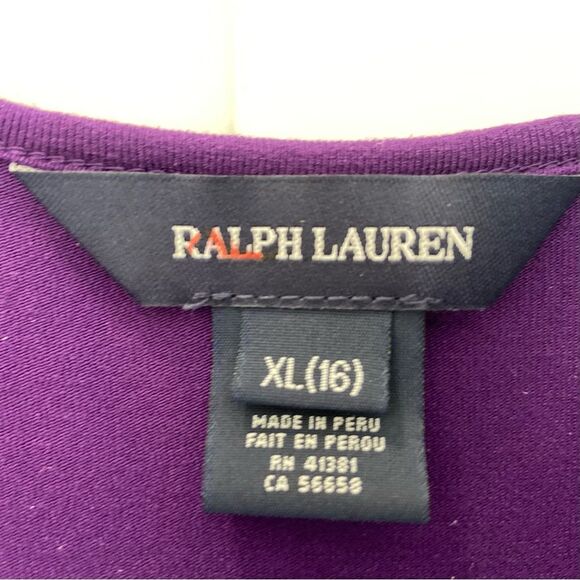 RALPH LAUREN
XL(16)
MADE IN PERU
FAIT EN PEROU
RN 41381
CA 56658